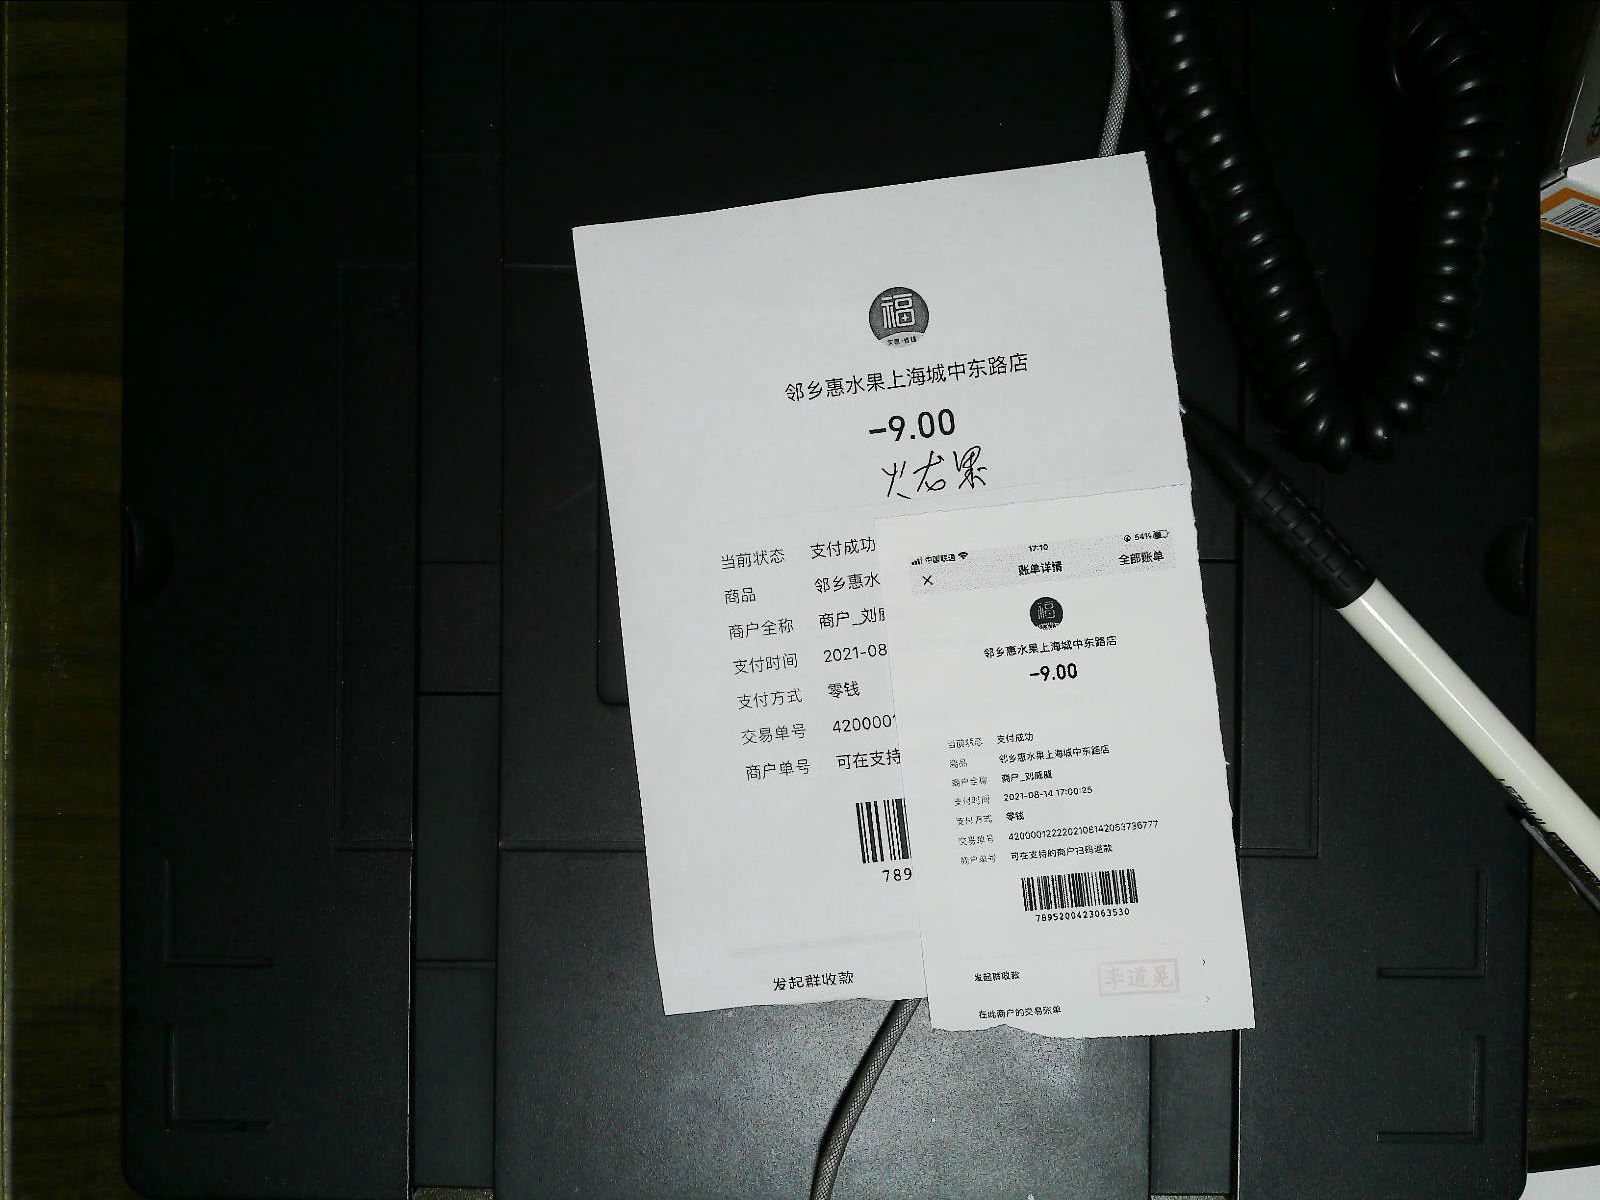 福
邻乡惠水果上海城中东路店
-9.00
火龙果
当前状态 支付成功
商品 邻乡惠水
商户全称 商户_刘
支付时间 2021-08
支付方式 零钱
交易单号 420000
商户单号 可在支持
789
发起群收款
中国联通 17:10 54%
× 账单详情 全部账单
福
邻乡惠水果上海城中东路店
-9.00
当前状态 支付成功
商品 邻乡惠水果上海城中东路店
商户全称 商户_刘威威
支付时间 2021-08-14 17:00:25
支付方式 零钱
交易单号 4200001222202108142053736777
商户单号 可在支持的商户扫码退款
7895200423063530
发起群收款
李道晃
在此商户的交易账单